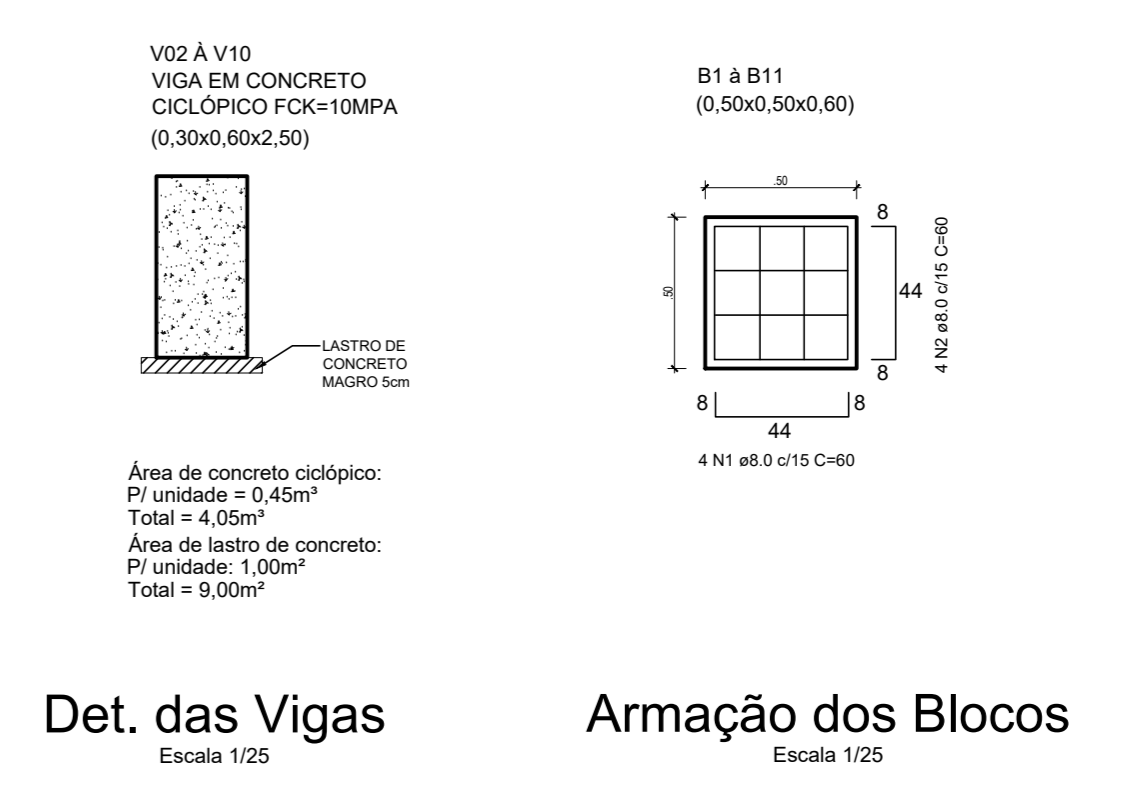 V02 À V10
VIGA EM CONCRETO
CICLÓPICO FCK=10MPA
(0,30x0,60x2,50)
LASTRO DE
CONCRETO
MAGRO 5cm
Área de concreto ciclópico:
P/ unidade = 0,45m³
Total = 4,05m³
Área de lastro de concreto:
P/ unidade: 1,00m²
Total = 9,00m²
Det. das Vigas
Escala 1/25
B1 à B11
(0,50x0,50x0,60)
.50
.50
8
44
8
4 N2 ø8.0 c/15 C=60
8
8
44
4 N1 ø8.0 c/15 C=60
Armação dos Blocos
Escala 1/25